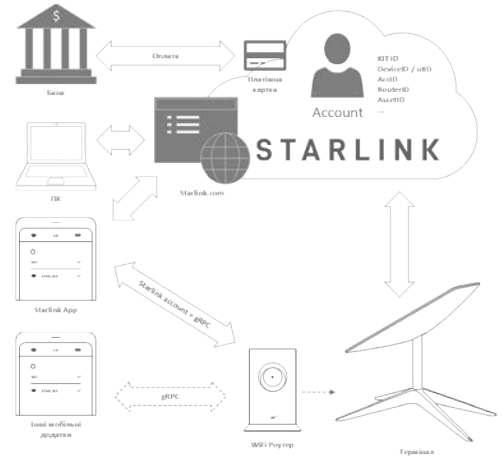 $
Банк
Оплата
Платіжна
картка
Account
KIT ID
DeviceID / utID
AccID
RouterID
AssetID
...
STARLINK
Starlink.com
ПК
Starlink App
Starlink account + gRPC
gRPC
Інші мобільні
додатки
WiFi Роутер
Термінал